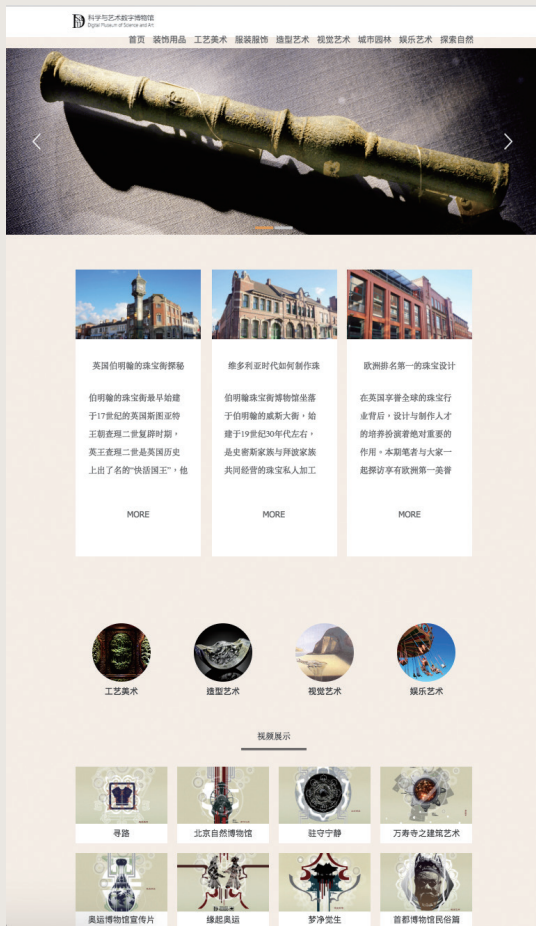 科学与艺术数字博物馆
Digital Museum of Science and Art
首页 装饰用品 工艺美术 服装服饰 造型艺术 视觉艺术 城市园林 娱乐艺术 探索自然
英国伯明翰的珠宝街探秘
伯明翰的珠宝街最早始建
于17世纪的英国斯图亚特
王朝查理二世复辟时期，
英王查理二世是英国历史
上出了名的“快活国王”，他
MORE
维多利亚时代如何制作珠
伯明翰珠宝街博物馆坐落
于伯明翰的威斯大街，始
建于19世纪30年代左右，
是史密斯家族与拜波家族
共同经营的珠宝私人加工
MORE
欧洲排名第一的珠宝设计
在英国享誉全球的珠宝行
业背后，设计与制作人才
的培养扮演着绝对重要的
作用。本期笔者与大家一
起探访享有欧洲第一美誉
MORE
工艺美术 造型艺术 视觉艺术 娱乐艺术
视频展示
寻路 北京自然博物馆 驻守宁静 万寿寺之建筑艺术
奥运博物馆宣传片 缘起奥运 梦净觉生 首都博物馆民俗篇